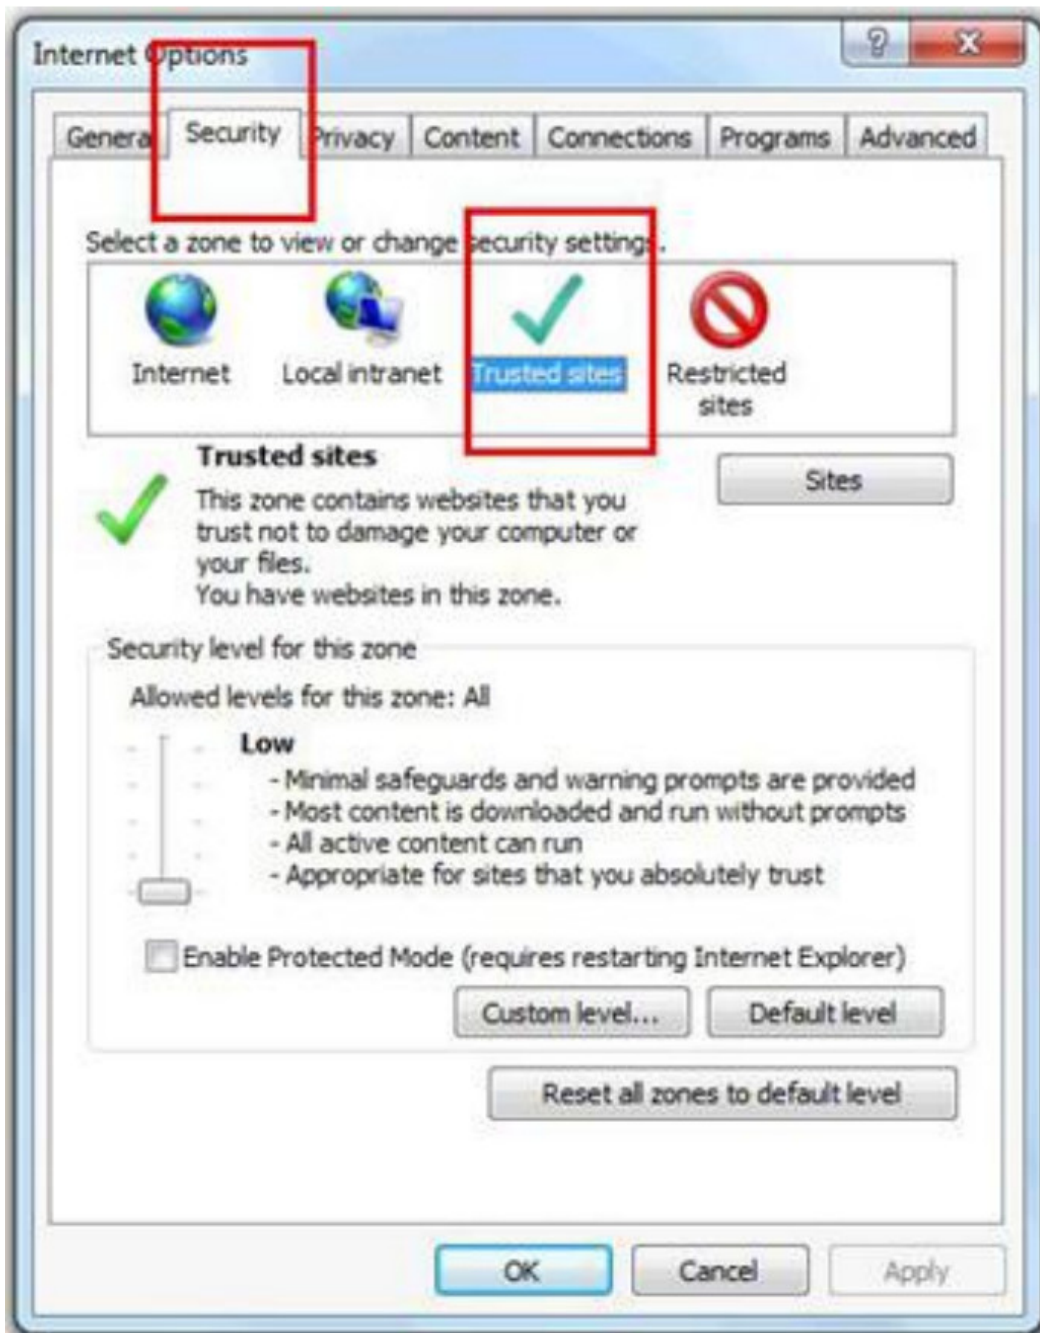 Internet Options
General Security Privacy Content Connections Programs Advanced
Select a zone to view or change security settings.
Internet Local intranet Trusted sites Restricted sites
Trusted sites
Sites
This zone contains websites that you
trust not to damage your computer or
your files.
You have websites in this zone.
Security level for this zone
Allowed levels for this zone: All
Low
- Minimal safeguards and warning prompts are provided
- Most content is downloaded and run without prompts
- All active content can run
- Appropriate for sites that you absolutely trust
Enable Protected Mode (requires restarting Internet Explorer)
Custom level... Default level
Reset all zones to default level
OK Cancel Apply